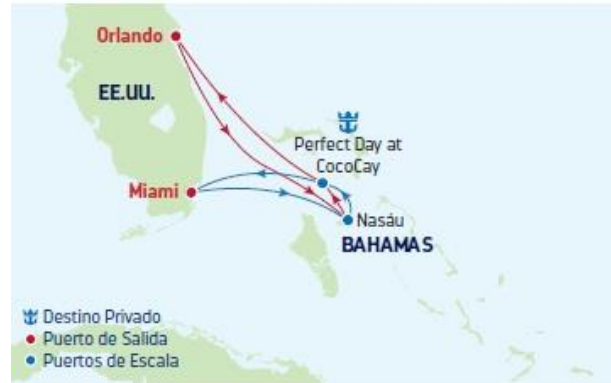 Orlando
EE.UU.
Perfect Day at
CocoCay
Miami
Nasáu
BAHAMAS
Destino Privado
Puerto de Salida
Puertos de Escala